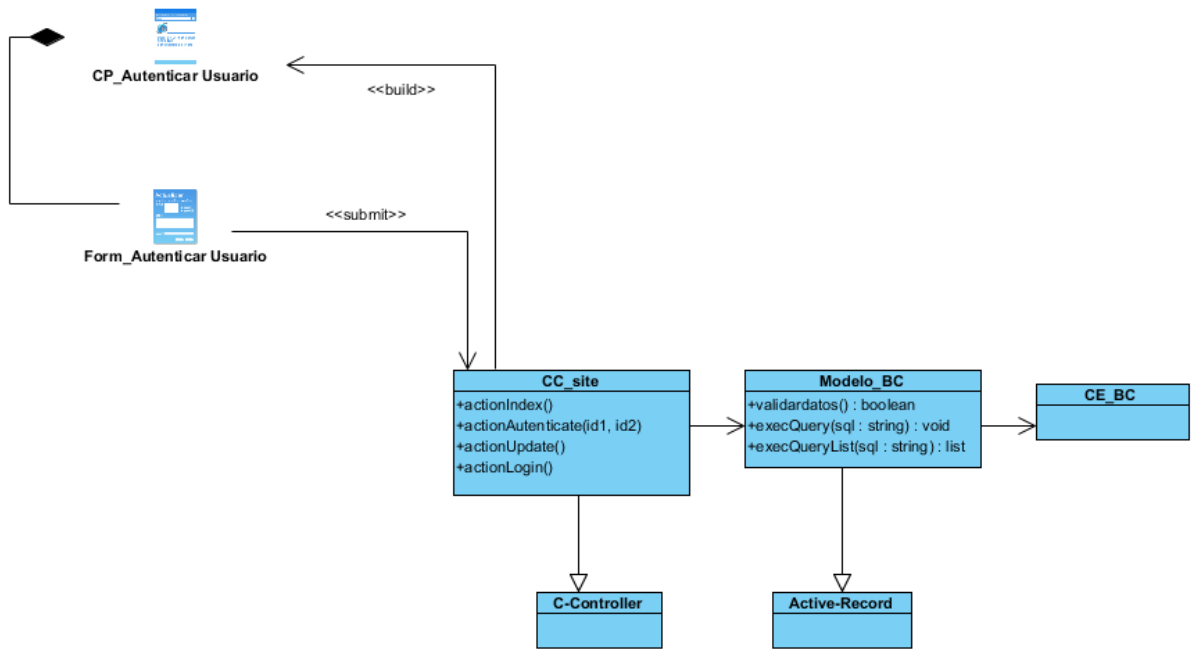 CP_Autenticar Usuario
<<build>>
<<submit>>
Form_Autenticar Usuario
CC_site
+actionIndex()
+actionAutenticate(id1, id2)
+actionUpdate()
+actionLogin()
Modelo_BC
+validardatos() : boolean
+execQuery(sql : string) : void
+execQueryList(sql : string) : list
CE_BC
C-Controller
Active-Record